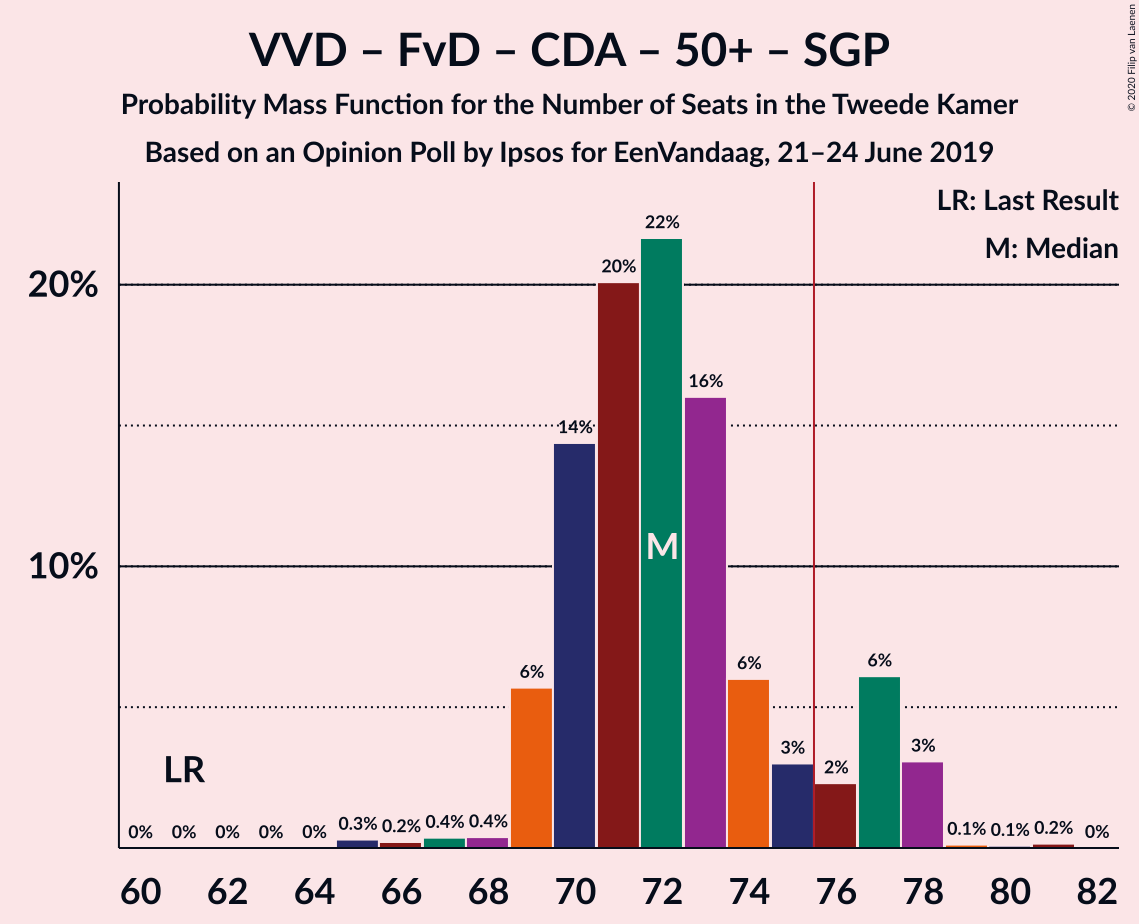 VVD – FvD – CDA – 50+ – SGP
Probability Mass Function for the Number of Seats in the Tweede Kamer
Based on an Opinion Poll by Ipsos for EenVandaag, 21–24 June 2019
© 2020 Filip van Laenen
LR: Last Result
M: Median
20%
10%
0% 0% 0% 0% 0% 0.3% 0.2% 0.4% 0.4% 6% 14% 20% 22% 16% 6% 3% 2% 6% 3% 0.1% 0.1% 0.2% 0%
LR
M
60 62 64 66 68 70 72 74 76 78 80 82